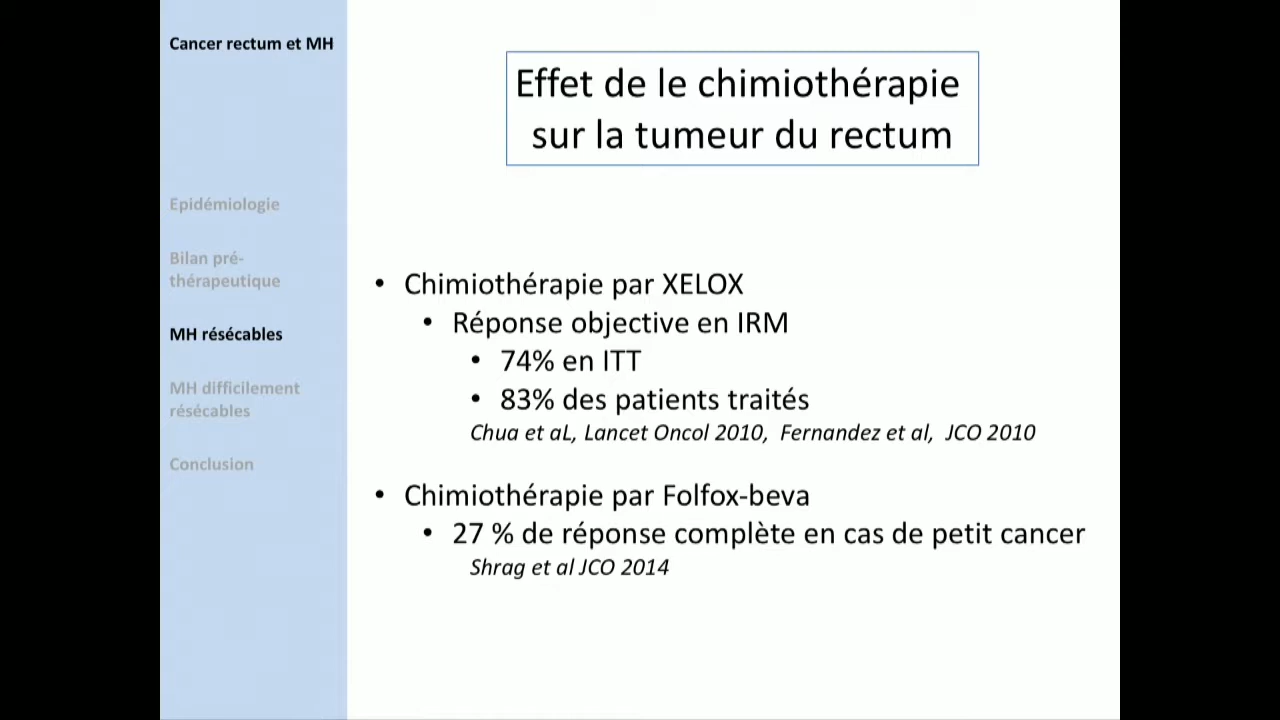 Cancer rectum et MH
Epidémiologie
Bilan pré-
thérapeutique
MH résécables
MH difficilement
résécables
Conclusion
Effet de le chimiothérapie
sur la tumeur du rectum
• Chimiothérapie par XELOX
• Réponse objective en IRM
• 74% en ITT
• 83% des patients traités
Chua et aL, Lancet Oncol 2010, Fernandez et al, JCO 2010
• Chimiothérapie par Folfox-beva
• 27 % de réponse complète en cas de petit cancer
Shrag et al JCO 2014